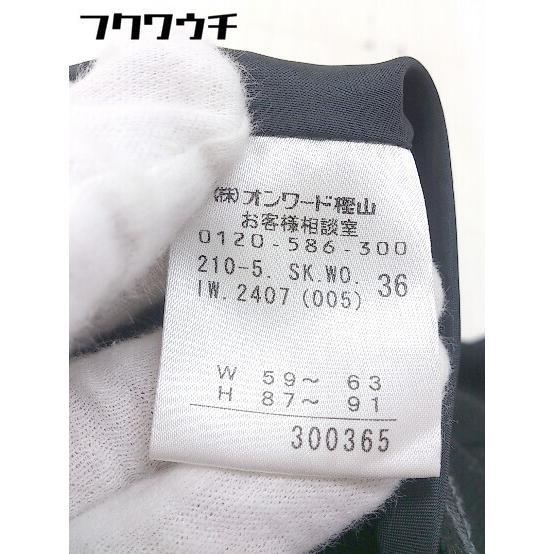 フクワウチ
(株)オンワード樫山
お客様相談室
0120-586-300
210-5. SK.WO. 36
IW.2407(005)
W 59～ 63
H 87～ 91
300365